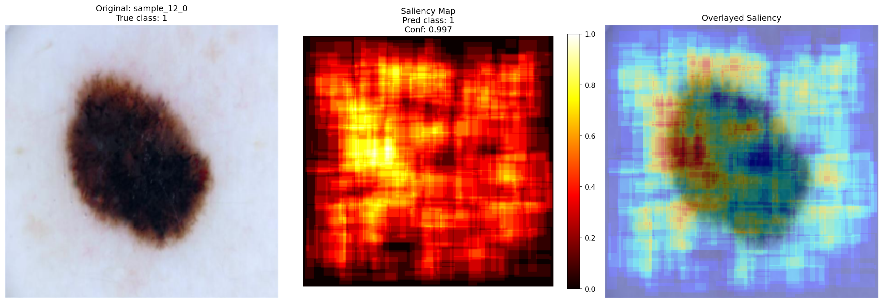 Original: sample_12_0
True class: 1
Saliency Map
Pred class: 1
Conf: 0.997
1.0
0.8
0.6
0.4
0.2
0.0
Overlayed Saliency